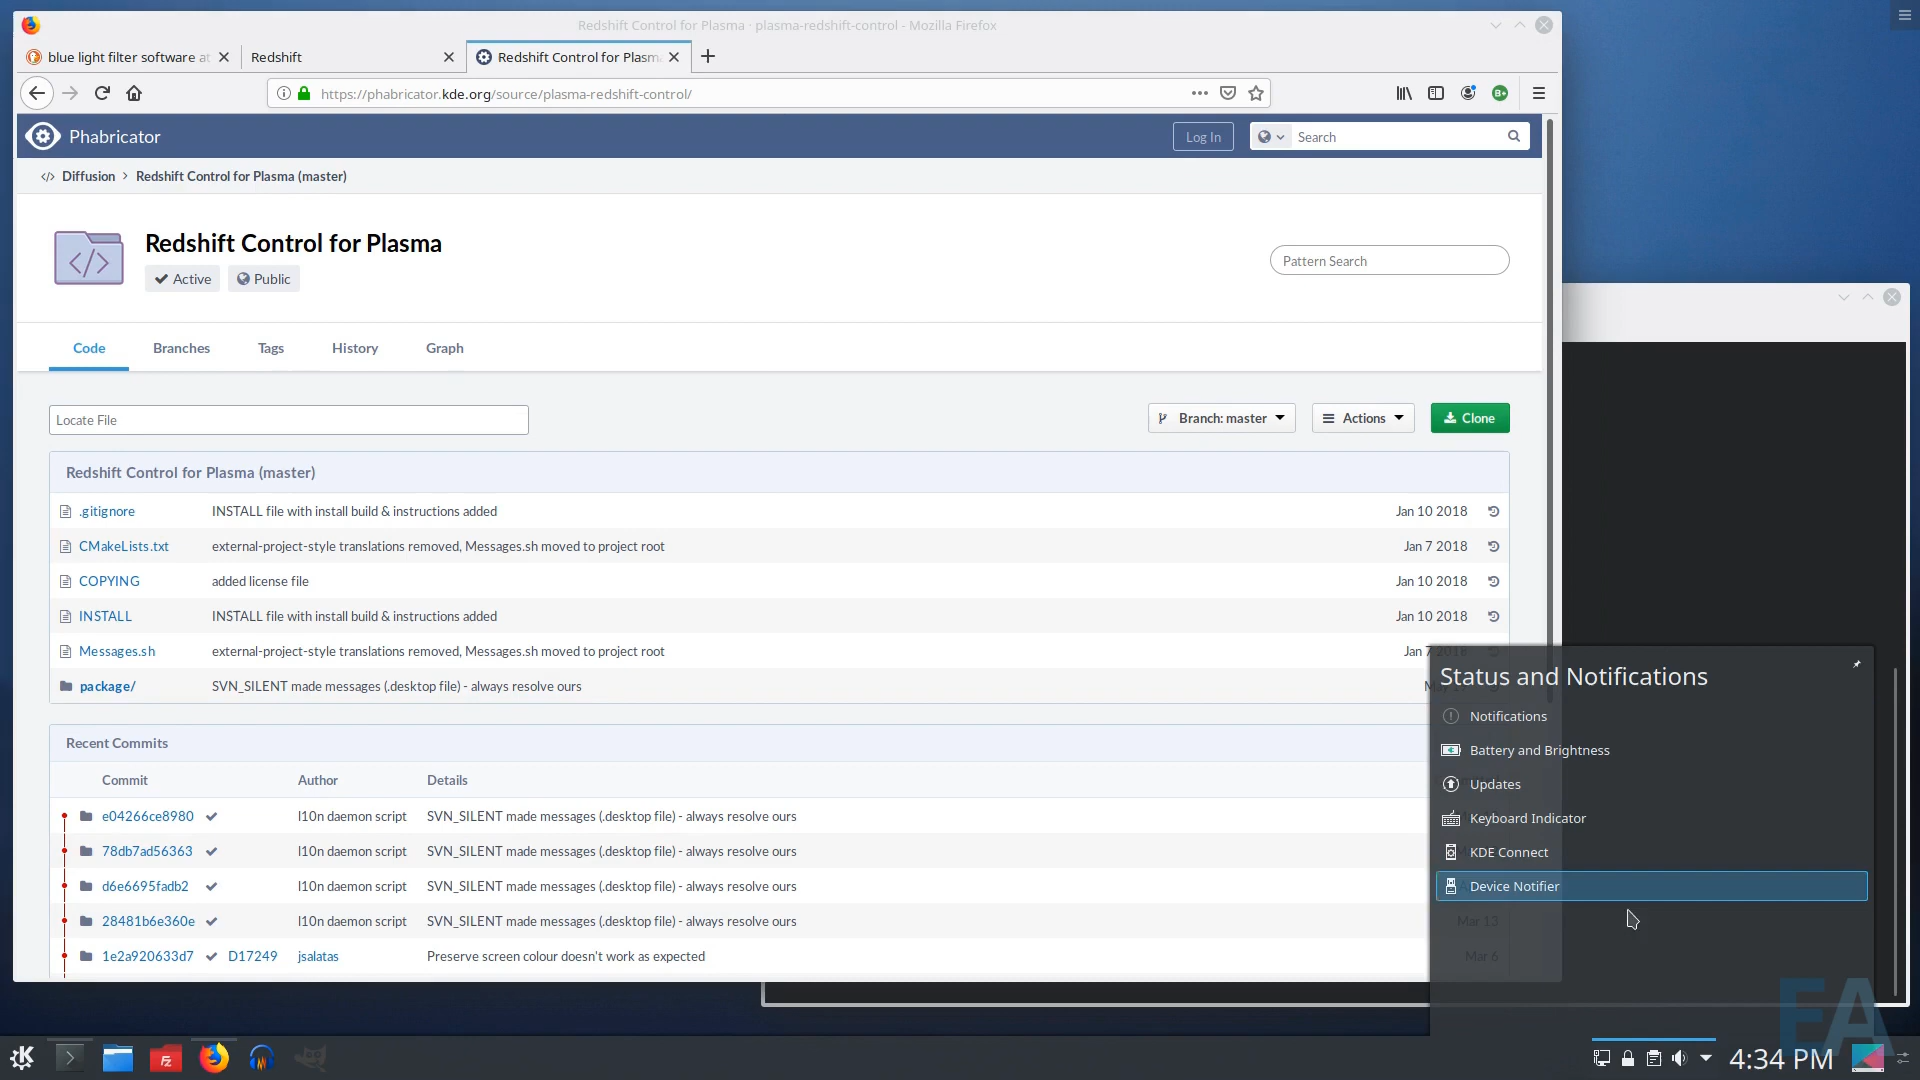 Redshift Control for Plasma · plasma-redshift-control - Mozilla Firefox
blue light filter software at
Redshift
Redshift Control for Plasm
https://phabricator.kde.org/source/plasma-redshift-control/
Phabricator
Log In
Search
Diffusion > Redshift Control for Plasma (master)
Redshift Control for Plasma
Active
Public
Pattern Search
Code
Branches
Tags
History
Graph
Locate File
Branch: master
Actions
Clone
Redshift Control for Plasma (master)
.gitignore INSTALL file with install build & instructions added Jan 10 2018
CMakeLists.txt external-project-style translations removed, Messages.sh moved to project root Jan 7 2018
COPYING added license file Jan 10 2018
INSTALL INSTALL file with install build & instructions added Jan 10 2018
Messages.sh external-project-style translations removed, Messages.sh moved to project root Jan 7 2018
package/ SVN_SILENT made messages (.desktop file) - always resolve ours
Recent Commits
Commit Author Details
e04266ce8980 l10n daemon script SVN_SILENT made messages (.desktop file) - always resolve ours
78db7ad56363 l10n daemon script SVN_SILENT made messages (.desktop file) - always resolve ours
d6e6695fadb2 l10n daemon script SVN_SILENT made messages (.desktop file) - always resolve ours
28481b6e360e l10n daemon script SVN_SILENT made messages (.desktop file) - always resolve ours Mar 13
1e2a920633d7 D17249 jsalatas Preserve screen colour doesn't work as expected Mar 6
Status and Notifications
Notifications
Battery and Brightness
Updates
Keyboard Indicator
KDE Connect
Device Notifier
EA
4:34 PM